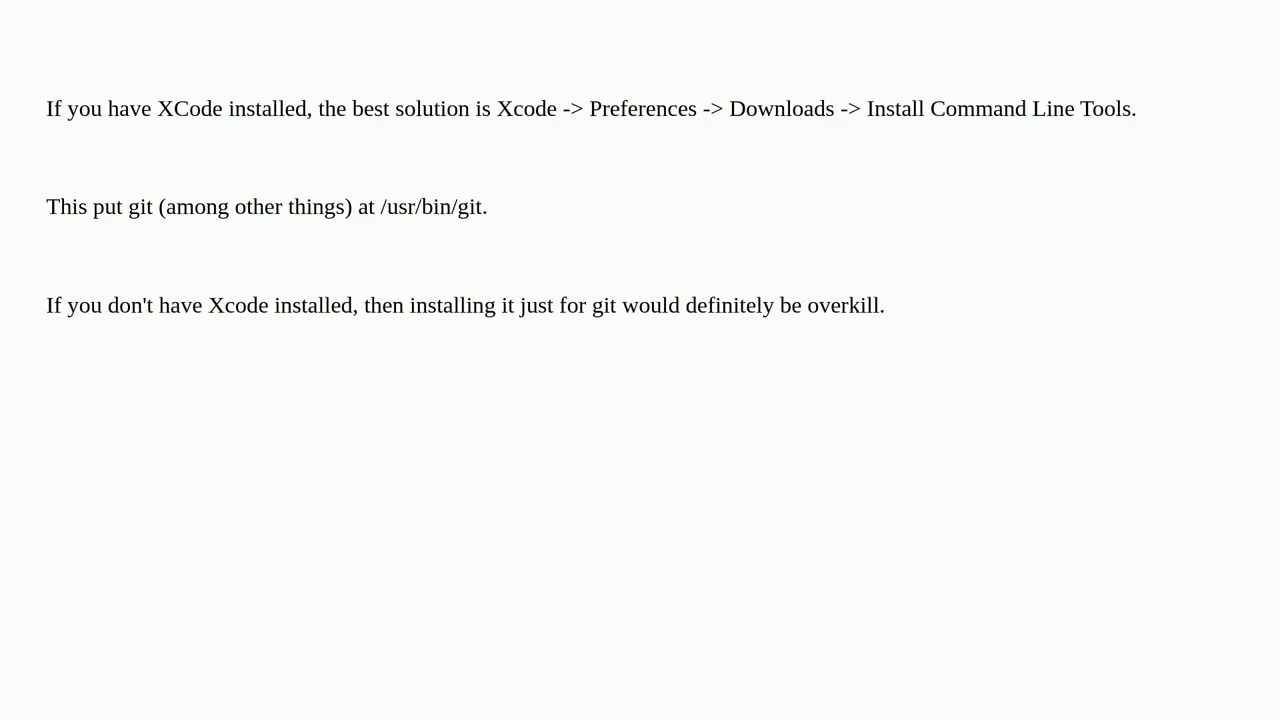 If you have XCode installed, the best solution is Xcode -> Preferences -> Downloads -> Install Command Line Tools.
This put git (among other things) at /usr/bin/git.
If you don't have Xcode installed, then installing it just for git would definitely be overkill.